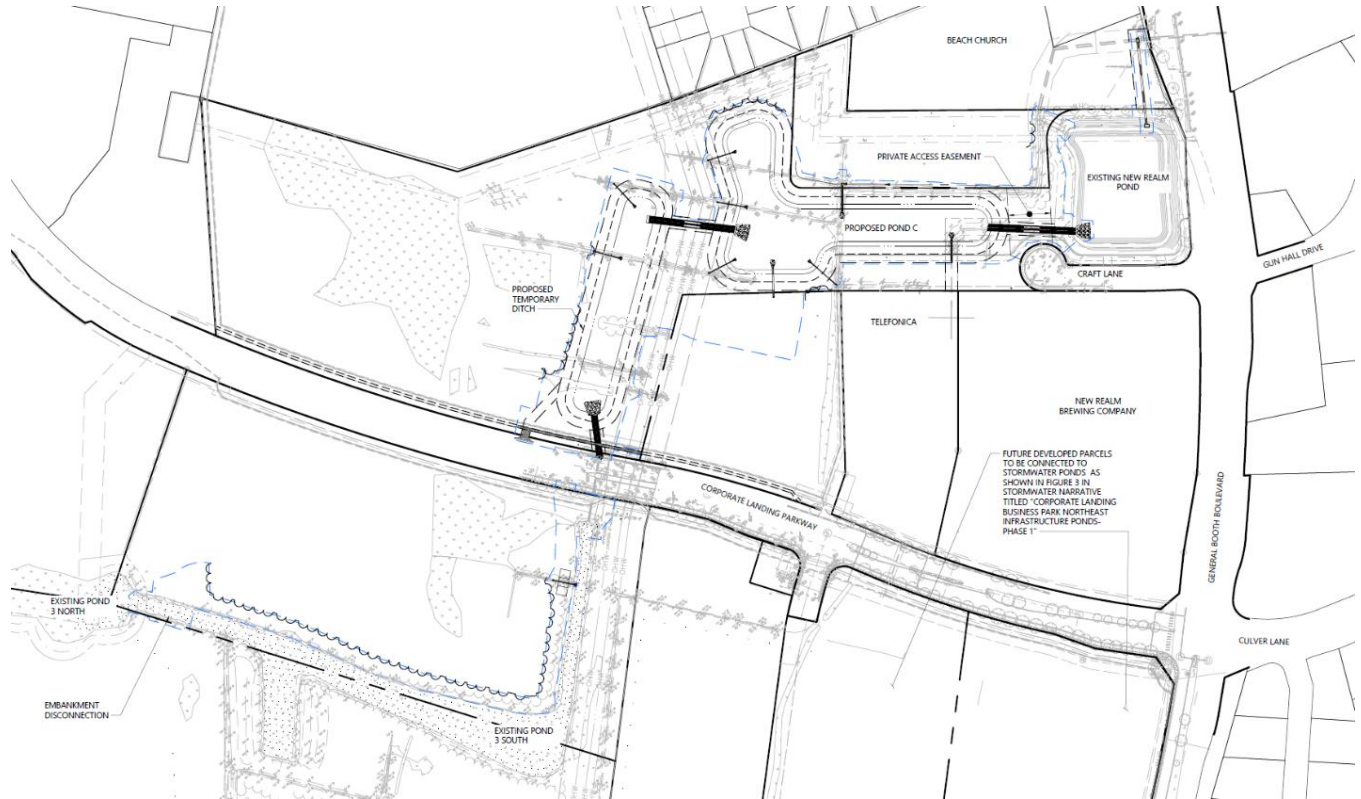 BEACH CHURCH
PRIVATE ACCESS EASEMENT
EXISTING NEW REALM
POND
PROPOSED POND C
GUN HALL DRIVE
CRAFT LANE
PROPOSED
TEMPORARY
DITCH
TELEFONICA
NEW REALM
BREWING COMPANY
FUTURE DEVELOPED PARCELS
TO BE CONNECTED TO
STORMWATER PONDS AS
SHOWN IN FIGURE 3 IN
STORMWATER NARRATIVE
TITLED "CORPORATE LANDING
BUSINESS PARK NORTHEAST
INFRASTRUCTURE PONDS-
PHASE 1"
CORPORATE LANDING PARKWAY
GENERAL BOOTH BOULEVARD
EXISTING POND
3 NORTH
CULVER LANE
EMBANKMENT
DISCONNECTION
EXISTING POND
3 SOUTH